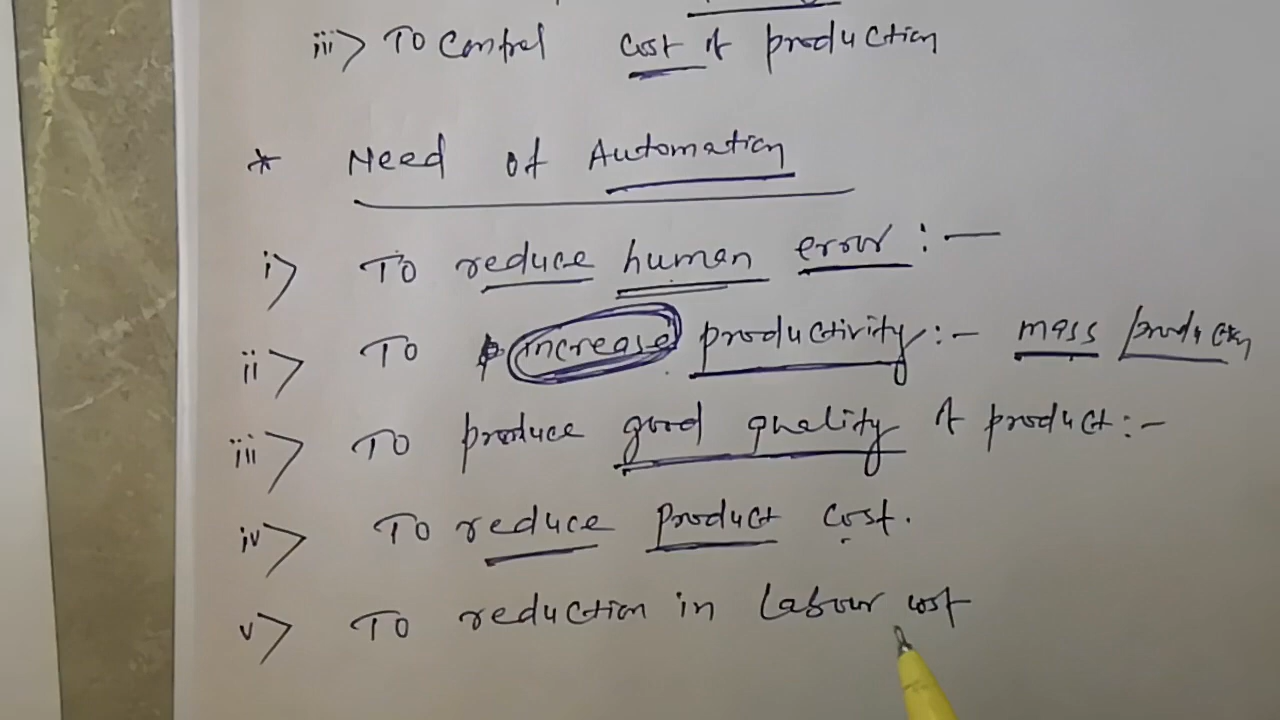 iii> To Control cost of production
* Need of Automation
i> To reduce human error :-
ii> To increase productivity :- mass production
iii> To produce good quality of product :-
iv> To reduce product cost.
v> To reduction in Labour cost